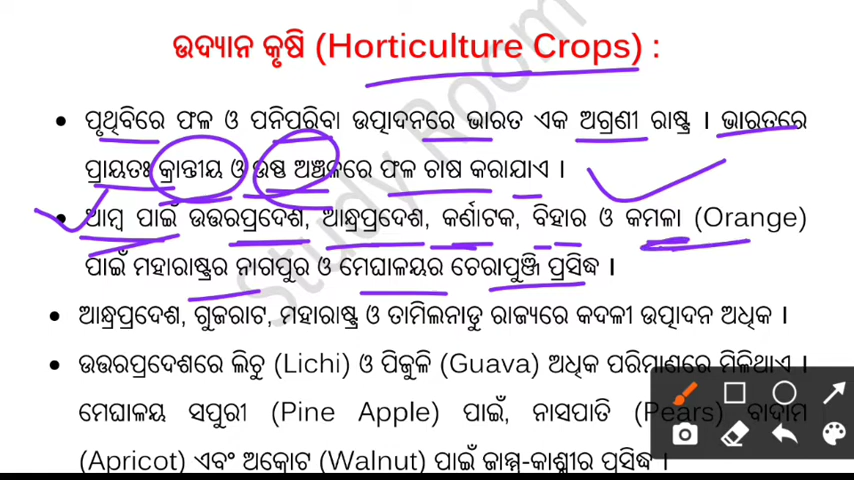 ଉଦ୍ୟାନ କୃଷି (Horticulture Crops) :
• ପୃଥିବିରେ ଫଳ ଓ ପନିପରିବା ଉତ୍ପାଦନରେ ଭାରତ ଏକ ଅଗ୍ରଣୀ ରାଷ୍ଟ୍ର । ଭାରତରେ
ପ୍ରାୟତଃ କ୍ରାନ୍ତୀୟ ଓ ଉଷ୍ଣ ଅଞ୍ଚଳରେ ଫଳ ଚାଷ କରାଯାଏ ।
• ଆମ୍ବ ପାଇଁ ଉତ୍ତରପ୍ରଦେଶ, ଆନ୍ଧ୍ରପ୍ରଦେଶ, କର୍ଣାଟକ, ବିହାର ଓ କମଳା (Orange)
ପାଇଁ ମହାରାଷ୍ଟ୍ରର ନାଗପୁର ଓ ମେଘାଳୟର ଚେରାପୁଞ୍ଜି ପ୍ରସିଦ୍ଧ ।
• ଆନ୍ଧ୍ରପ୍ରଦେଶ, ଗୁଜରାଟ, ମହାରାଷ୍ଟ୍ର ଓ ତାମିଲନାଡୁ ରାଜ୍ୟରେ କଦଳୀ ଉତ୍ପାଦନ ଅଧିକ ।
• ଉତ୍ତରପ୍ରଦେଶରେ ଲିଚୁ (Lichi) ଓ ପିଜୁଳି (Guava) ଅଧିକ ପରିମାଣରେ ମିଳିଥାଏ ।
ମେଘାଳୟ ସପୁରୀ (Pine Apple) ପାଇଁ, ନାସପାତି (Pears) ବାଦାମ
(Apricot) ଏବଂ ଅକ୍ରୋଟ (Walnut) ପାଇଁ ଜାମ୍ମୁ-କାଶ୍ମୀର ପ୍ରସିଦ୍ଧ ।
Study Room